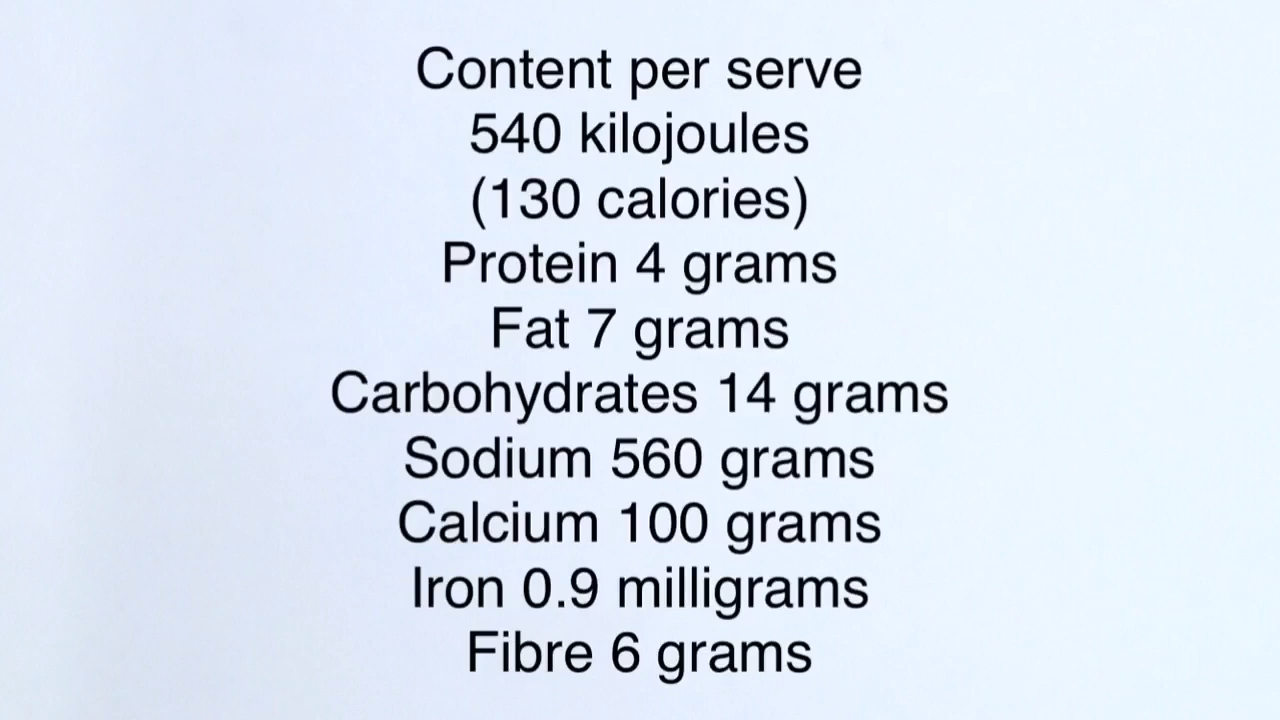 Content per serve
540 kilojoules
(130 calories)
Protein 4 grams
Fat 7 grams
Carbohydrates 14 grams
Sodium 560 grams
Calcium 100 grams
Iron 0.9 milligrams
Fibre 6 grams